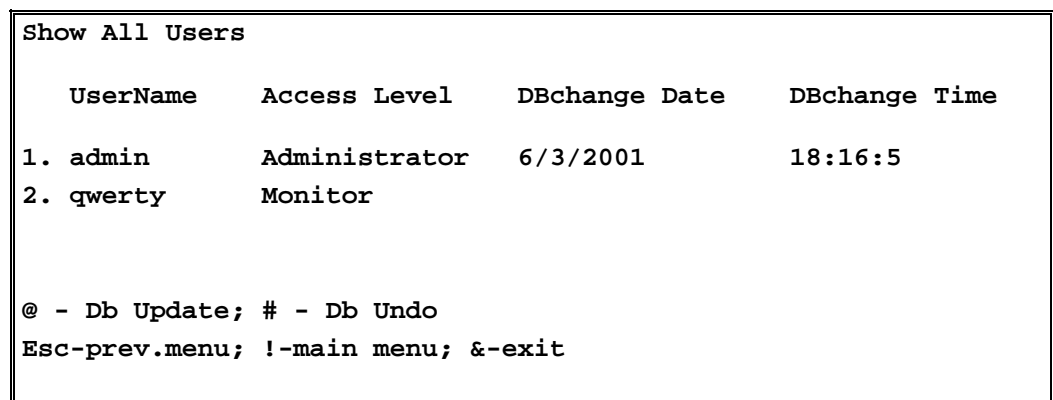 Show All Users
UserName Access Level DBchange Date DBchange Time
1. admin Administrator 6/3/2001 18:16:5
2. qwerty Monitor
@ - Db Update; # - Db Undo
Esc-prev.menu; !-main menu; &-exit